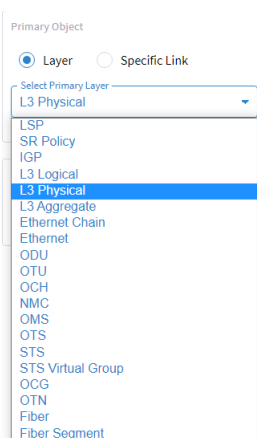 Primary Object
Layer
Specific Link
Select Primary Layer
L3 Physical
LSP
SR Policy
IGP
L3 Logical
L3 Physical
L3 Aggregate
Ethernet Chain
Ethernet
ODU
OTU
OCH
NMC
OMS
OTS
STS
STS Virtual Group
OCG
OTN
Fiber
Fiber Segment